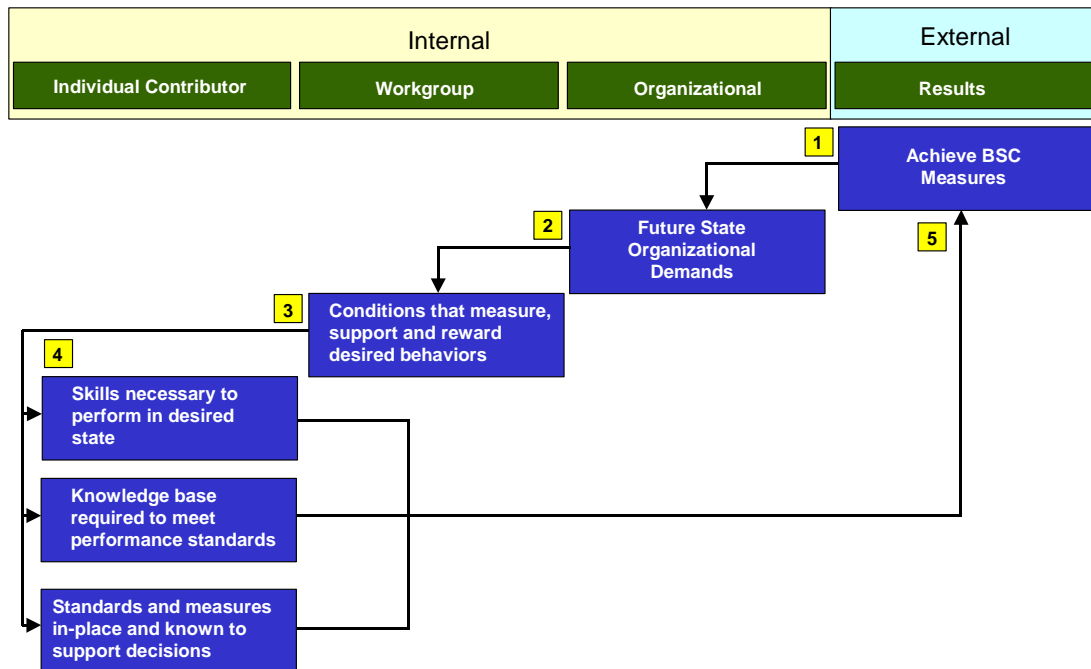 Internal
External
Individual Contributor
Workgroup
Organizational
Results
1
Achieve BSC
Measures
2
Future State
Organizational
Demands
5
3
Conditions that measure,
support and reward
desired behaviors
4
Skills necessary to
perform in desired
state
Knowledge base
required to meet
performance standards
Standards and measures
in-place and known to
support decisions